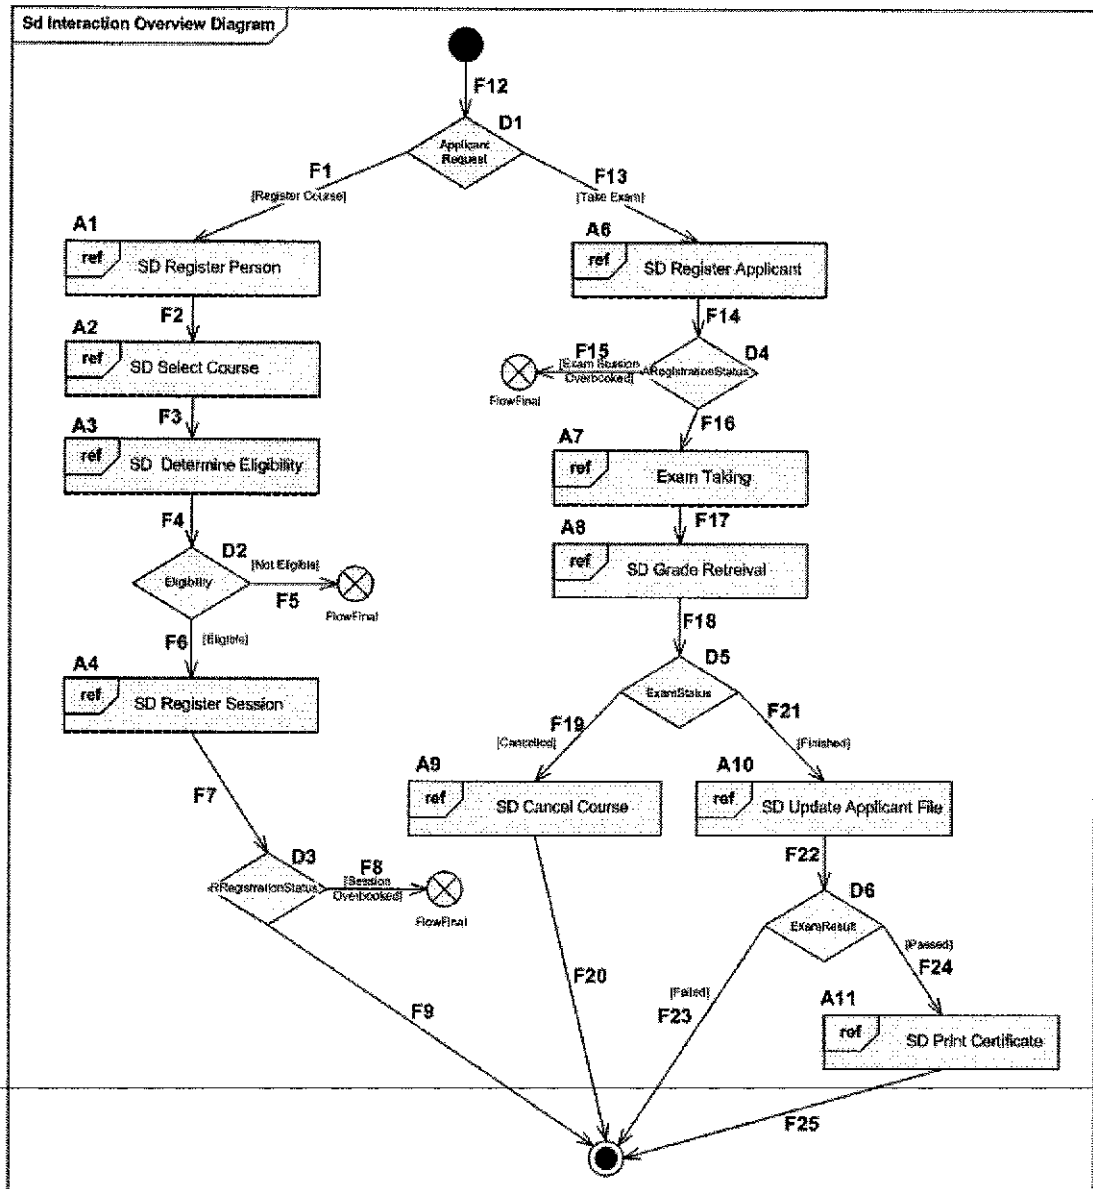 Sd Interaction Overview Diagram
F12
D1
Applicant
Request
F1
[Register Course]
F13
[Take Exam]
A1
ref
SD Register Person
A6
ref
SD Register Applicant
F2
F14
A2
ref
SD Select Course
D4
F15
[Exam Session
Overbooked]
ARegistrationStatus
FlowFinal
F3
F16
A3
ref
SD Determine Eligibility
A7
ref
Exam Taking
F4
F17
A8
ref
SD Grade Retreival
D2
Eligibility
[Not Eligible]
F5
FlowFinal
F6
[Eligible]
F18
A4
ref
SD Register Session
D5
ExamStatus
F19
[Cancelled]
F21
[Finished]
A9
ref
SD Cancel Course
A10
ref
SD Update Applicant File
F7
F22
D3
RRegistrationStatus
F8
[Session
Overbooked]
FlowFinal
D6
ExamResult
[Passed]
F24
F20
[Failed]
F23
F9
A11
ref
SD Print Certificate
F25